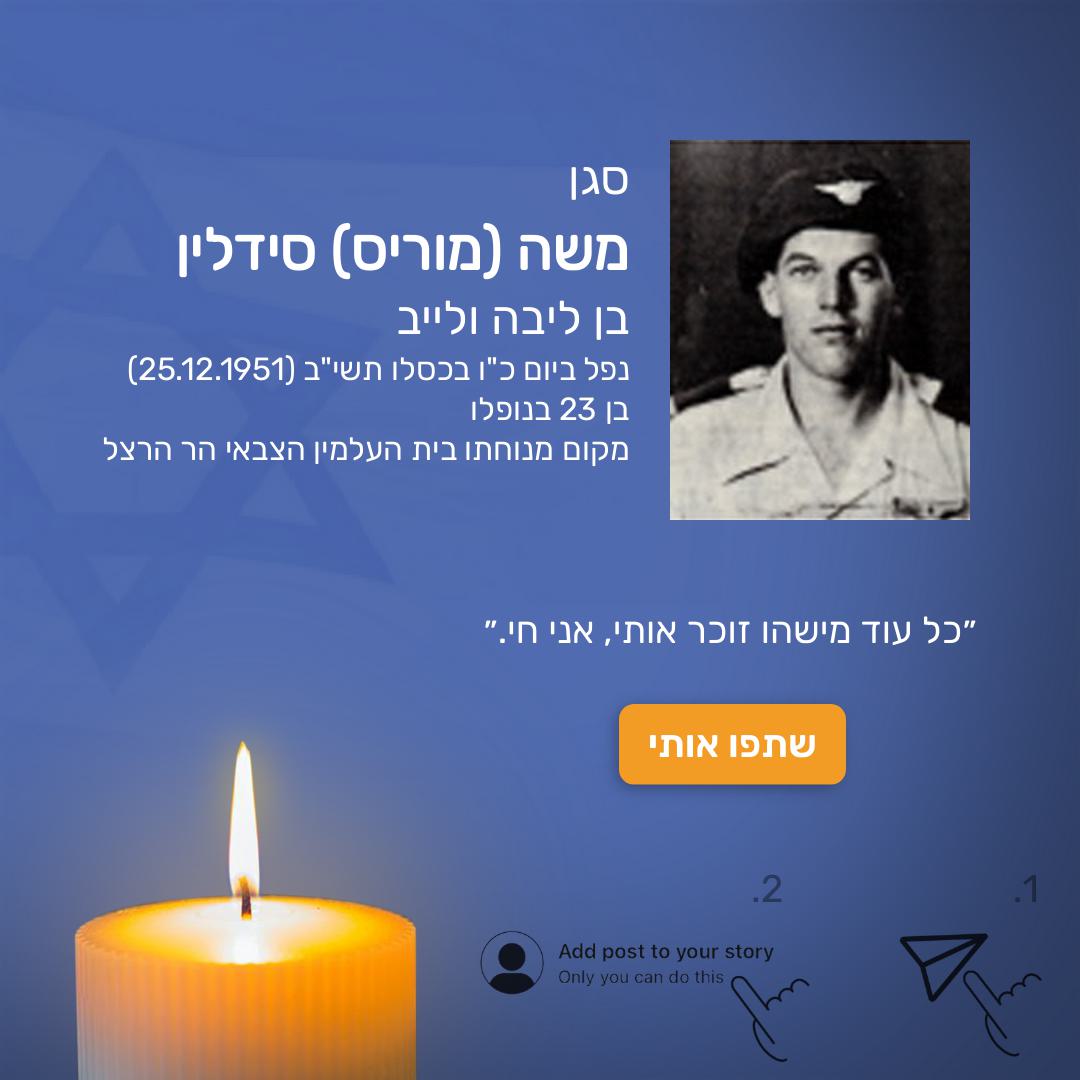 סגן
משה (מוריס) סידלין
בן ליבה ולייב
נפל ביום כ"ו בכסלו תשי"ב (25.12.1951)
בן 23 בנופלו
מקום מנוחתו בית העלמין הצבאי הר הרצל
״כל עוד מישהו זוכר אותי, אני חי.״
שתפו אותי
.1
.2
Add post to your story
Only you can do this